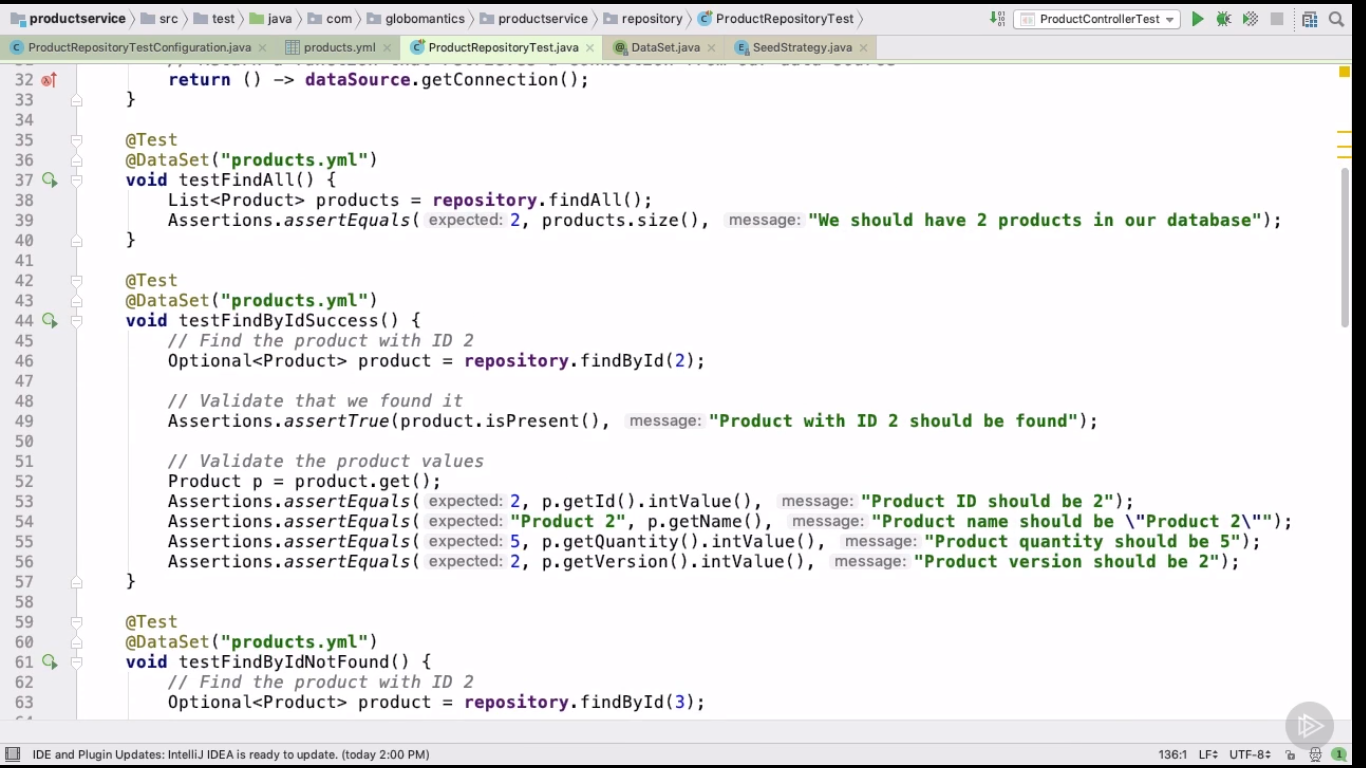 productservice src test java com globomantics productservice repository ProductRepositoryTest ProductControllerTest
ProductRepositoryTestConfiguration.java products.yml ProductRepositoryTest.java DataSet.java SeedStrategy.java
32 return () -> dataSource.getConnection();
33 }
34
35 @Test
36 @DataSet("products.yml")
37 void testFindAll() {
38 List<Product> products = repository.findAll();
39 Assertions.assertEquals( expected: 2, products.size(), message: "We should have 2 products in our database");
40 }
41
42 @Test
43 @DataSet("products.yml")
44 void testFindByIdSuccess() {
45 // Find the product with ID 2
46 Optional<Product> product = repository.findById(2);
47
48 // Validate that we found it
49 Assertions.assertTrue(product.isPresent(), message: "Product with ID 2 should be found");
50
51 // Validate the product values
52 Product p = product.get();
53 Assertions.assertEquals( expected: 2, p.getId().intValue(), message: "Product ID should be 2");
54 Assertions.assertEquals( expected: "Product 2", p.getName(), message: "Product name should be \"Product 2\"");
55 Assertions.assertEquals( expected: 5, p.getQuantity().intValue(), message: "Product quantity should be 5");
56 Assertions.assertEquals( expected: 2, p.getVersion().intValue(), message: "Product version should be 2");
57 }
58
59 @Test
60 @DataSet("products.yml")
61 void testFindByIdNotFound() {
62 // Find the product with ID 2
63 Optional<Product> product = repository.findById(3);
IDE and Plugin Updates: IntelliJ IDEA is ready to update. (today 2:00 PM) 136:1 LF UTF-8 1